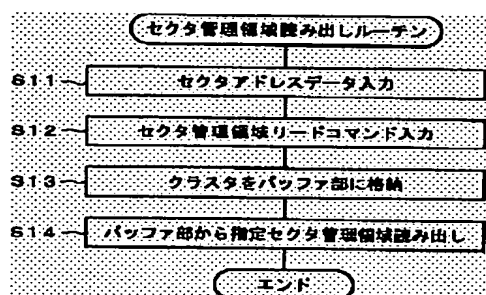 セクタ管理領域読み出しルーチン
S11
セクタアドレスデータ入力
S12
セクタ管理領域リードコマンド入力
S13
クラスタをバッファ部に格納
S14
バッファ部から指定セクタ管理領域読み出し
エンド